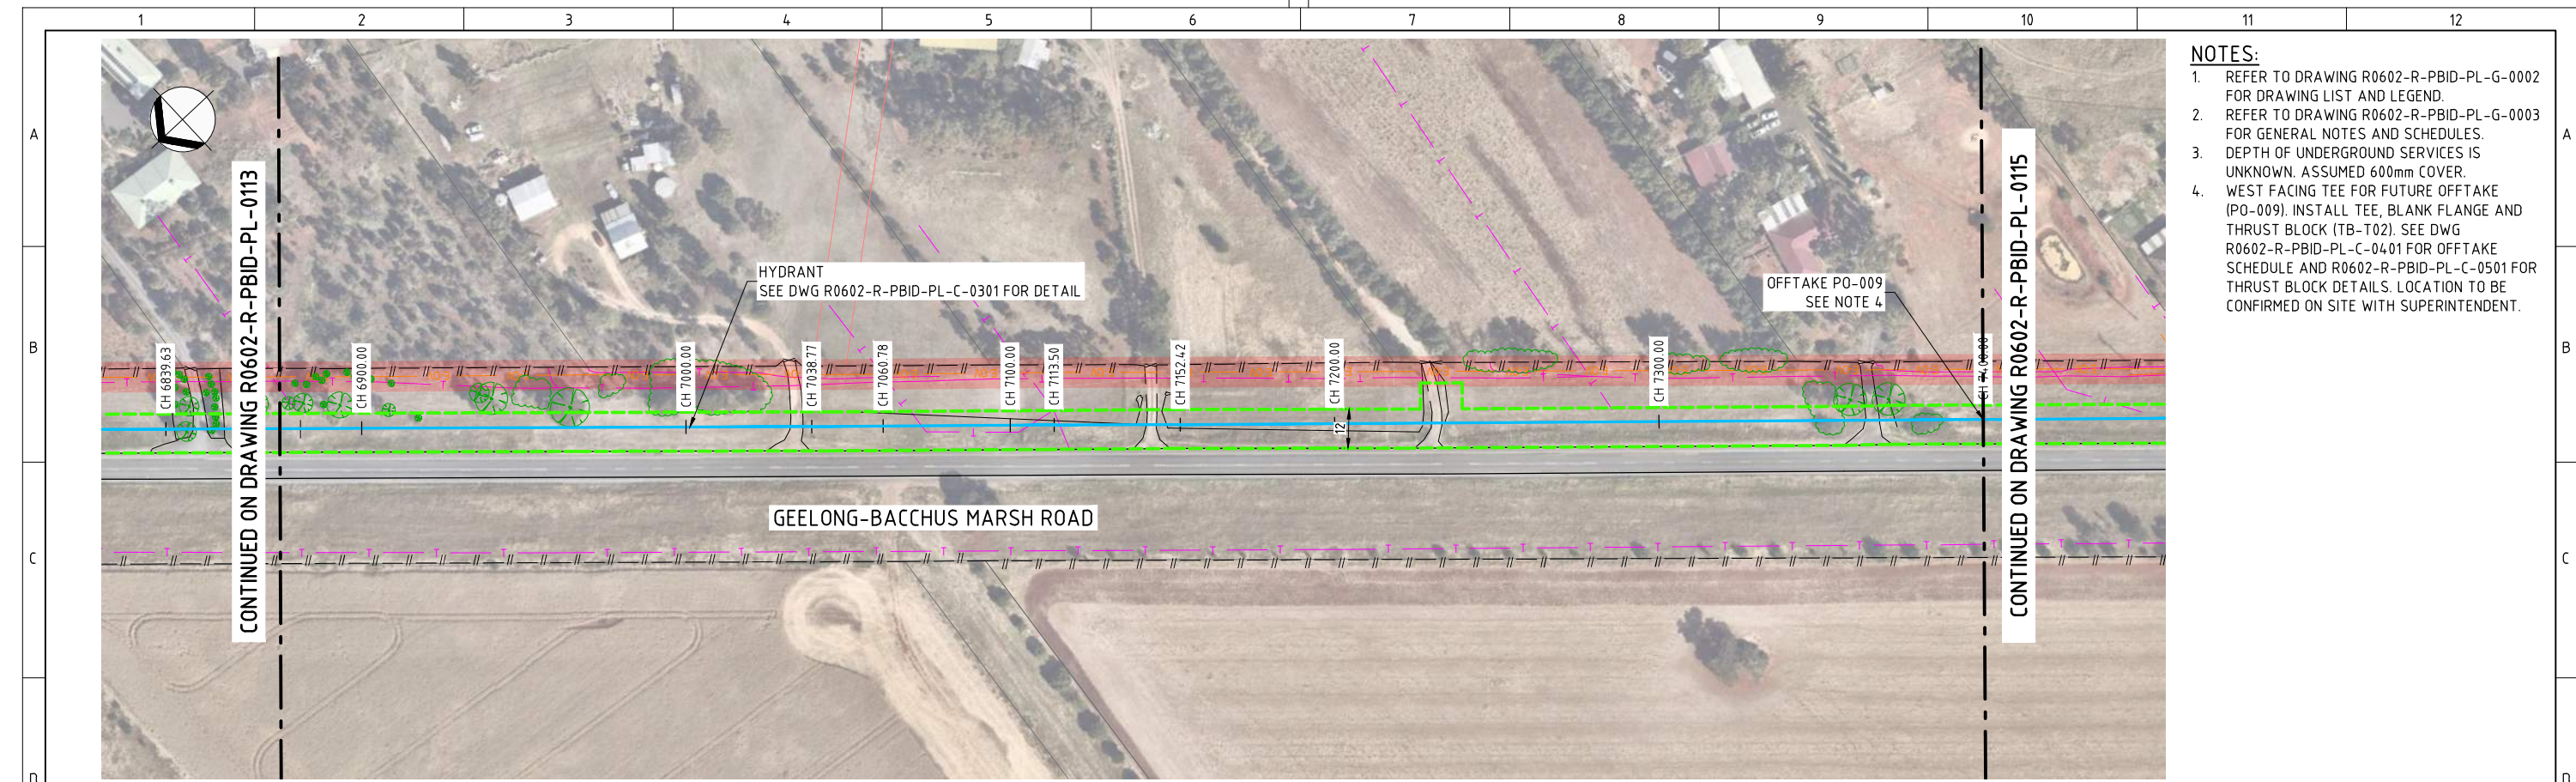 1 2 3 4 5 6 7 8 9 10 11 12
A
A
B
B
C
C
D
D
CONTINUED ON DRAWING R0602-R-PBID-PL-0113
CONTINUED ON DRAWING R0602-R-PBID-PL-0115
HYDRANT
SEE DWG R0602-R-PBID-PL-C-0301 FOR DETAIL
OFFTAKE PO-009
SEE NOTE 4
CH 6839.63
CH 6900.00
CH 7000.00
CH 7038.77
CH 7060.78
CH 7100.00
CH 7113.50
CH 7152.42
CH 7200.00
CH 7300.00
CH 7400.00
12
GEELONG-BACCHUS MARSH ROAD
NOTES:
1. REFER TO DRAWING R0602-R-PBID-PL-G-0002
FOR DRAWING LIST AND LEGEND.
2. REFER TO DRAWING R0602-R-PBID-PL-G-0003
FOR GENERAL NOTES AND SCHEDULES.
3. DEPTH OF UNDERGROUND SERVICES IS
UNKNOWN. ASSUMED 600mm COVER.
4. WEST FACING TEE FOR FUTURE OFFTAKE
(PO-009). INSTALL TEE, BLANK FLANGE AND
THRUST BLOCK (TB-T02). SEE DWG
R0602-R-PBID-PL-C-0401 FOR OFFTAKE
SCHEDULE AND R0602-R-PBID-PL-C-0501 FOR
THRUST BLOCK DETAILS. LOCATION TO BE
CONFIRMED ON SITE WITH SUPERINTENDENT.